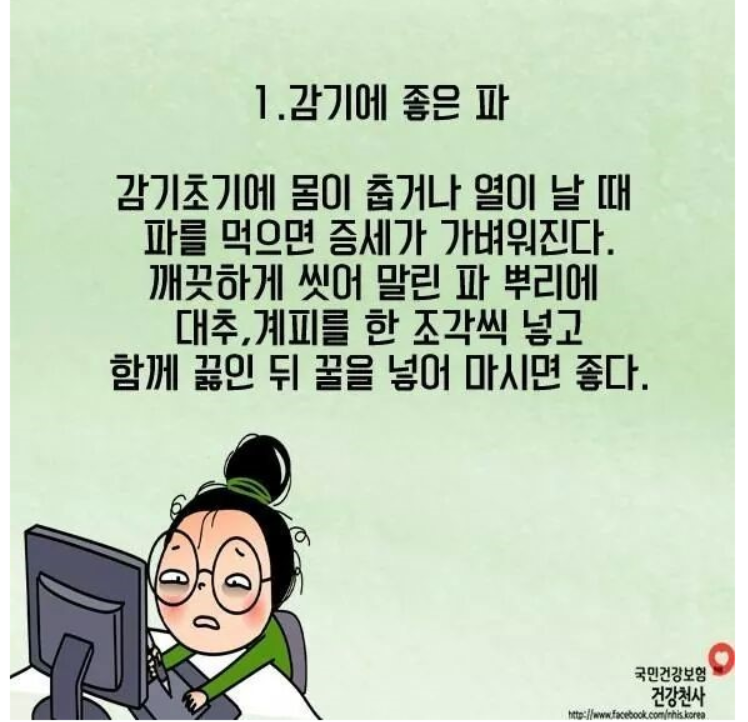 1.감기에 좋은 파
감기초기에 몸이 춥거나 열이 날 때
파를 먹으면 증세가 가벼워진다.
깨끗하게 씻어 말린 파 뿌리에
대추,계피를 한 조각씩 넣고
함께 끓인 뒤 꿀을 넣어 마시면 좋다.
국민건강보험
건강천사
http://www.facebook.com/nhis.korea